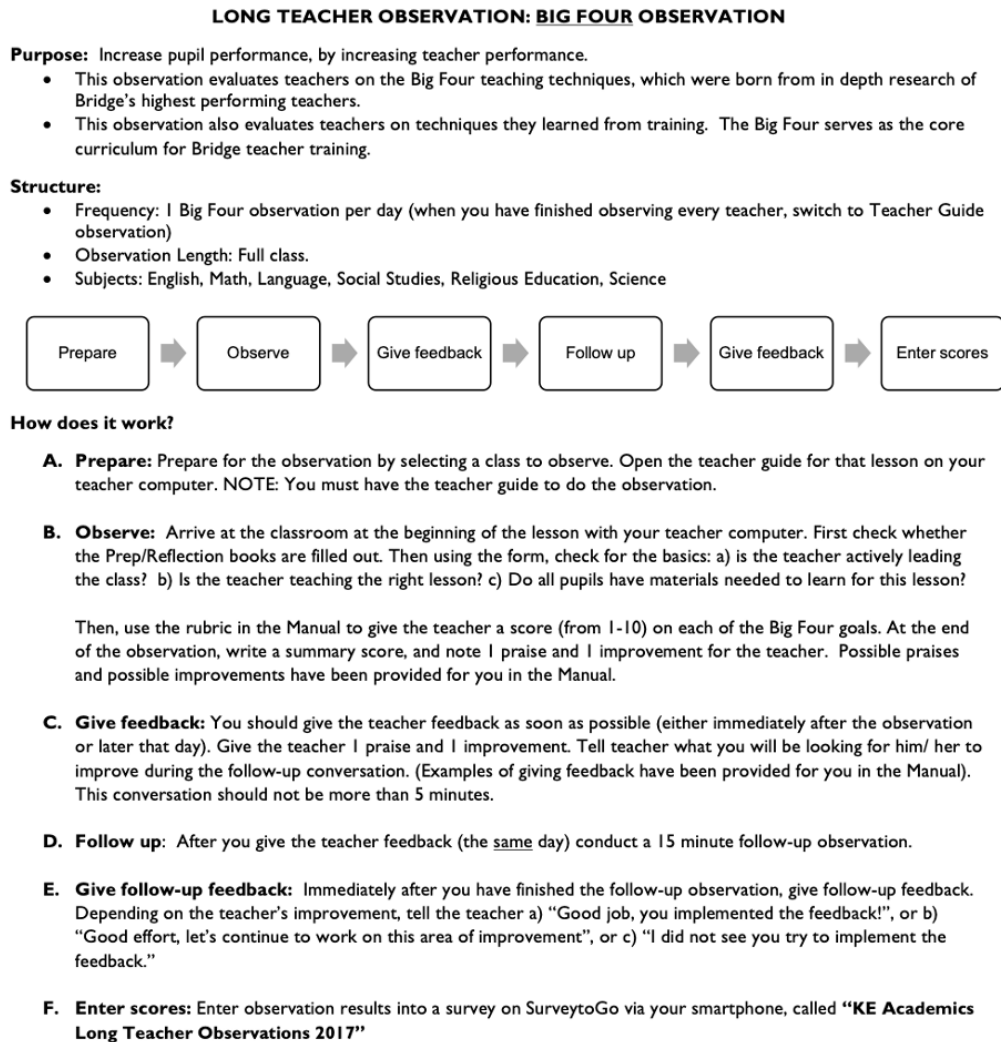 LONG TEACHER OBSERVATION: BIG FOUR OBSERVATION
Purpose: Increase pupil performance, by increasing teacher performance.
• This observation evaluates teachers on the Big Four teaching techniques, which were born from in depth research of
Bridge's highest performing teachers.
• This observation also evaluates teachers on techniques they learned from training. The Big Four serves as the core
curriculum for Bridge teacher training.
Structure:
• Frequency: 1 Big Four observation per day (when you have finished observing every teacher, switch to Teacher Guide
observation)
• Observation Length: Full class.
• Subjects: English, Math, Language, Social Studies, Religious Education, Science
Prepare Observe Give feedback Follow up Give feedback Enter scores
How does it work?
A. Prepare: Prepare for the observation by selecting a class to observe. Open the teacher guide for that lesson on your
teacher computer. NOTE: You must have the teacher guide to do the observation.
B. Observe: Arrive at the classroom at the beginning of the lesson with your teacher computer. First check whether
the Prep/Reflection books are filled out. Then using the form, check for the basics: a) is the teacher actively leading
the class? b) Is the teacher teaching the right lesson? c) Do all pupils have materials needed to learn for this lesson?
Then, use the rubric in the Manual to give the teacher a score (from 1-10) on each of the Big Four goals. At the end
of the observation, write a summary score, and note 1 praise and 1 improvement for the teacher. Possible praises
and possible improvements have been provided for you in the Manual.
C. Give feedback: You should give the teacher feedback as soon as possible (either immediately after the observation
or later that day). Give the teacher 1 praise and 1 improvement. Tell teacher what you will be looking for him/ her to
improve during the follow-up conversation. (Examples of giving feedback have been provided for you in the Manual).
This conversation should not be more than 5 minutes.
D. Follow up: After you give the teacher feedback (the same day) conduct a 15 minute follow-up observation.
E. Give follow-up feedback: Immediately after you have finished the follow-up observation, give follow-up feedback.
Depending on the teacher's improvement, tell the teacher a) "Good job, you implemented the feedback!", or b)
"Good effort, let's continue to work on this area of improvement", or c) "I did not see you try to implement the
feedback."
F. Enter scores: Enter observation results into a survey on SurveytoGo via your smartphone, called "KE Academics
Long Teacher Observations 2017"